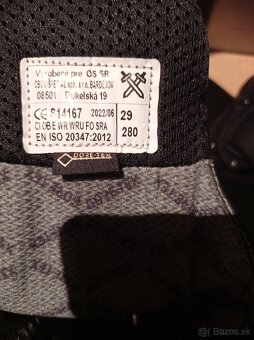 Vyrobené pre OS SR
08501 Dukelská 19
CE S14167 2022/06 29
CI OB E WR WRU FO SRA 280
EN ISO 20347:2012
GORE-TEX
bazos.sk